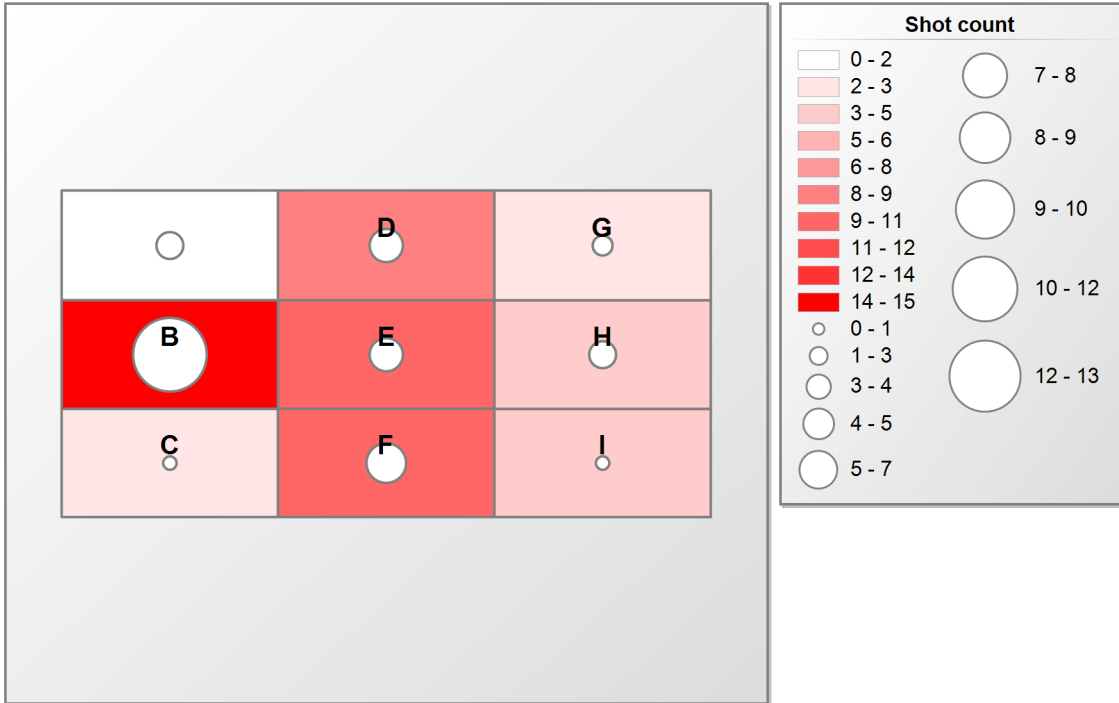 Shot count
0 - 2
2 - 3
3 - 5
5 - 6
6 - 8
8 - 9
9 - 11
11 - 12
12 - 14
14 - 15
0 - 1
1 - 3
3 - 4
4 - 5
5 - 7
7 - 8
8 - 9
9 - 10
10 - 12
12 - 13
D
G
B
E
H
C
F
I